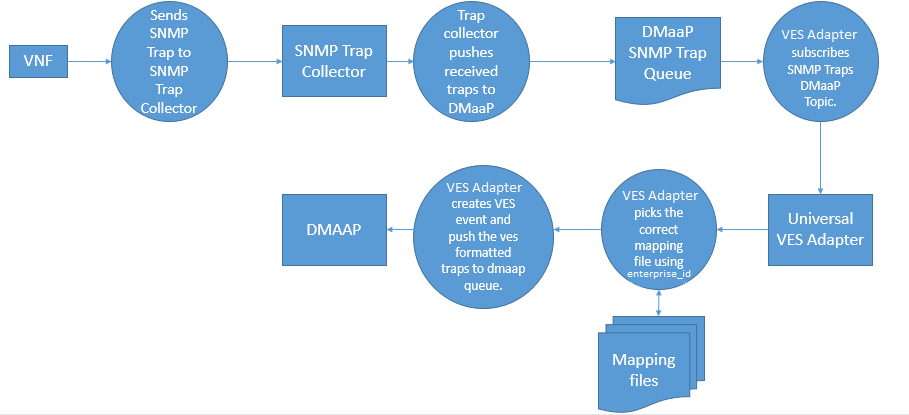 VNF
Sends
SNMP
Trap to
SNMP
Trap
Collector
SNMP Trap
Collector
Trap
collector
pushes
received
traps to
DMaaP
DMaaP
SNMP Trap
Queue
VES Adapter
subscribes
SNMP Traps
DMaaP
Topic.
Universal
VES Adapter
VES Adapter
picks the
correct
mapping
file using
enterprise_id
Mapping
files
VES Adapter
creates VES
event and
push the ves
formatted
traps to dmaap
queue.
DMAAP